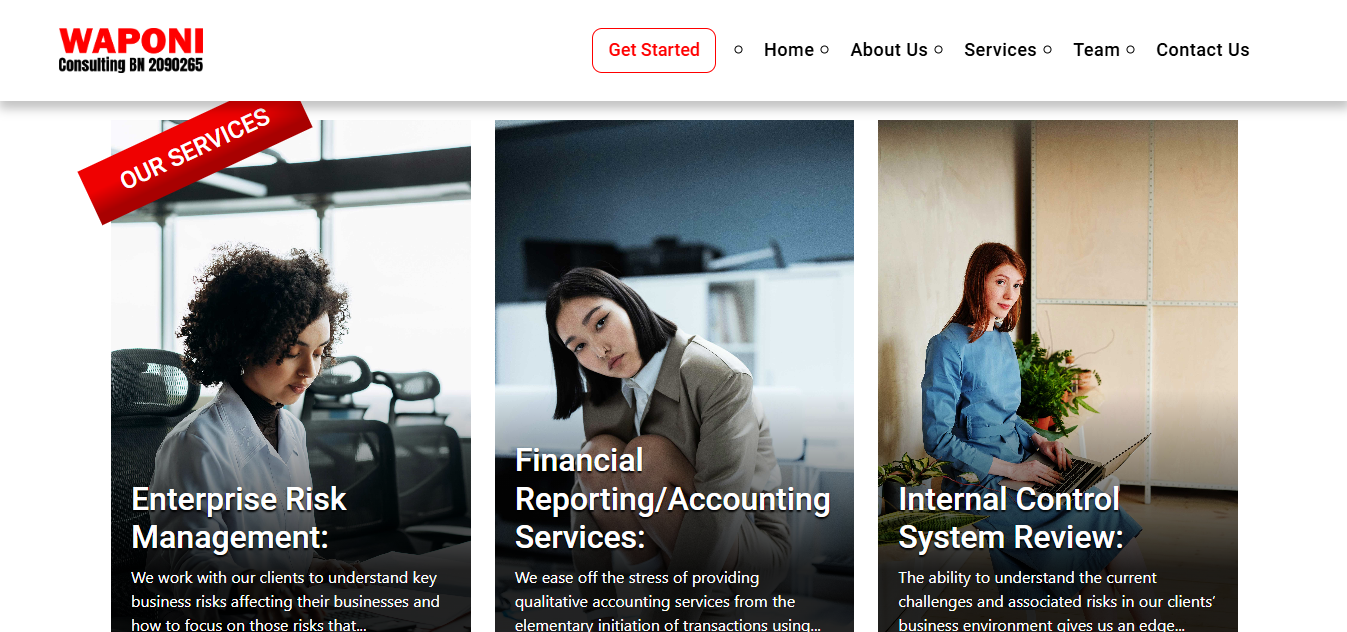 WAPONI
Consulting BN 2090265
Get Started
Home
About Us
Services
Team
Contact Us
OUR SERVICES
Enterprise Risk
Management:
We work with our clients to understand key
business risks affecting their businesses and
how to focus on those risks that...
Financial
Reporting/Accounting
Services:
We ease off the stress of providing
qualitative accounting services from the
elementary initiation of transactions using...
Internal Control
System Review:
The ability to understand the current
challenges and associated risks in our clients’
business environment gives us an edge...